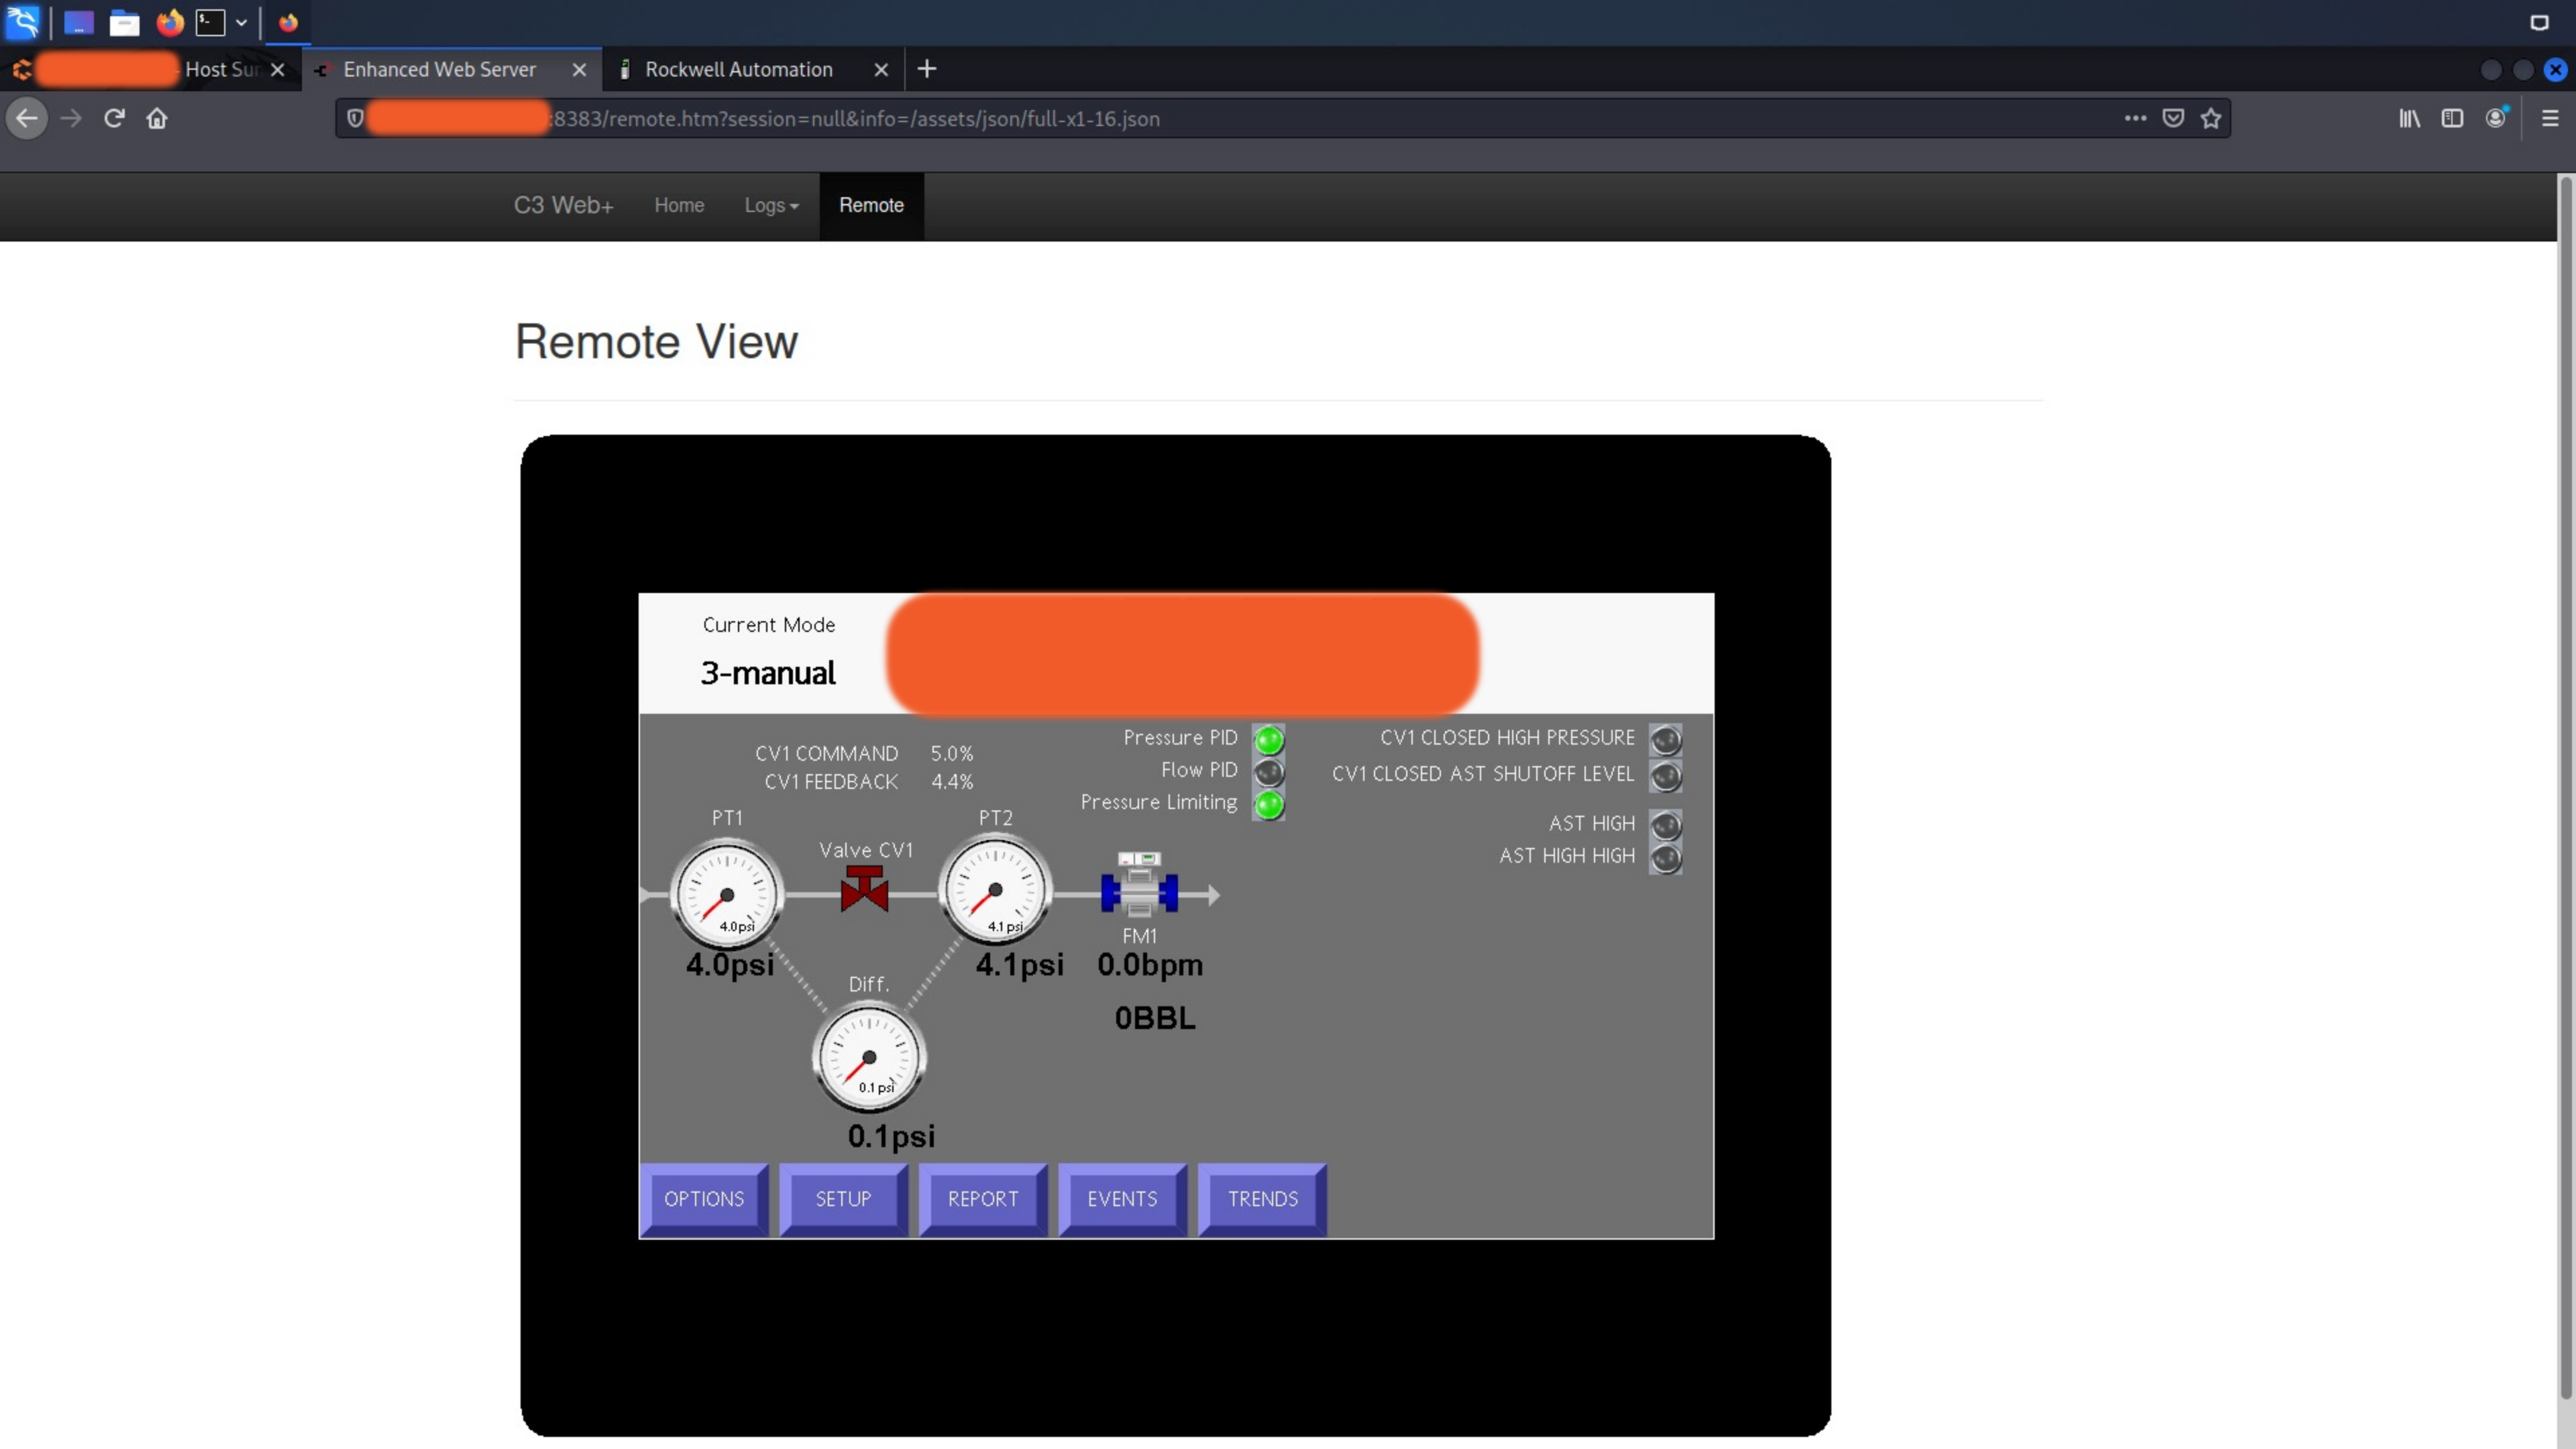 Host Sur
Enhanced Web Server
Rockwell Automation
:8383/remote.htm?session=null&info=/assets/json/full-x1-16.json
C3 Web+ Home Logs Remote
Remote View
Current Mode
3-manual
CV1 COMMAND 5.0%
CV1 FEEDBACK 4.4%
Pressure PID
Flow PID
Pressure Limiting
CV1 CLOSED HIGH PRESSURE
CV1 CLOSED AST SHUTOFF LEVEL
AST HIGH
AST HIGH HIGH
PT1
Valve CV1
PT2
4.0psi
4.1psi
FM1
4.0psi
4.1psi
0.0bpm
Diff.
0BBL
0.1psi
0.1psi
OPTIONS
SETUP
REPORT
EVENTS
TRENDS